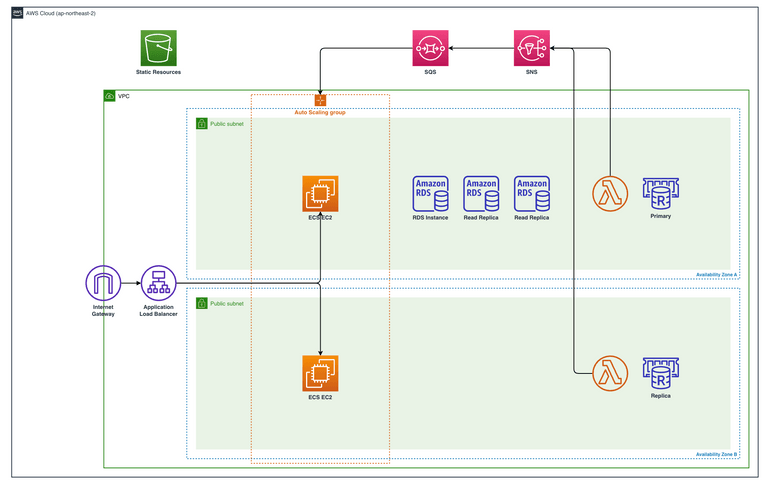 aws
AWS Cloud (ap-northeast-2)
Static Resources
SQS
SNS
VPC
Auto Scaling group
Public subnet
ECS EC2
Amazon
RDS
RDS Instance
Amazon
RDS
Read Replica
Amazon
RDS
Read Replica
R
Primary
Availability Zone A
Internet
Gateway
Application
Load Balancer
Public subnet
ECS EC2
R
Replica
Availability Zone B